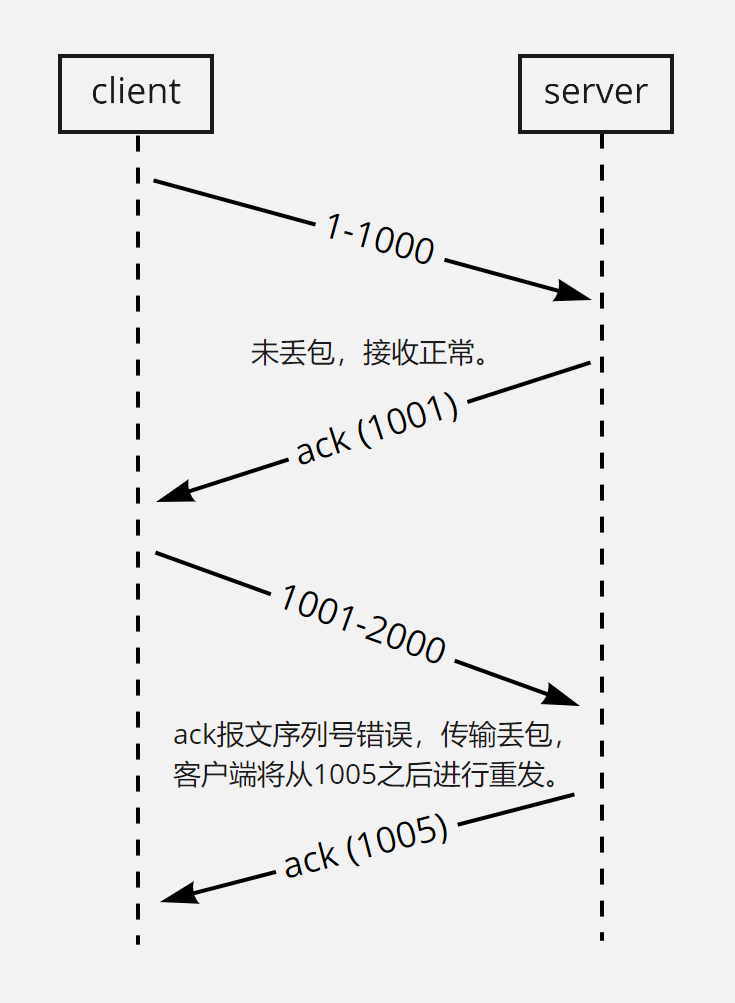 client
server
1-1000
未丢包，接收正常。
ack (1001)
1001-2000
ack报文序列号错误，传输丢包，
客户端将从1005之后进行重发。
ack (1005)